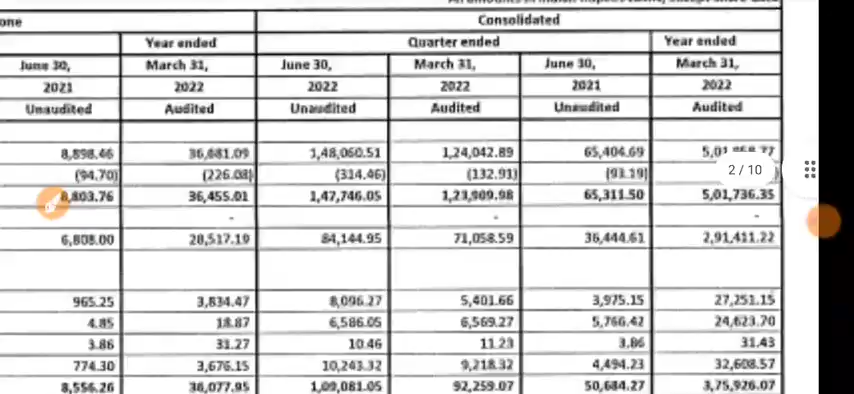 one Consolidated
Year ended Quarter ended Year ended
June 30, March 31, June 30, March 31, June 30, March 31,
2021 2022 2022 2022 2021 2022
Unaudited Audited Unaudited Audited Unaudited Audited
8,898.46 36,681.09 1,48,060.51 1,24,042.89 65,404.69
(94.70) (226.08) (314.46) (132.91) (93.19) 2 / 10
8,803.76 36,455.01 1,47,746.05 1,23,909.98 65,311.50 5,01,736.35
- - -
6,808.00 28,517.19 84,144.95 71,058.59 36,444.61 2,91,411.22
965.25 3,834.47 8,096.27 5,401.66 3,975.15 27,251.15
4.85 18.87 6,586.05 6,569.27 5,766.42 24,623.70
3.86 31.27 10.46 11.23 3.86 31.43
774.30 3,676.15 10,243.32 9,218.32 4,494.23 32,608.57
8,556.26 36,077.95 1,09,081.05 92,259.07 50,684.27 3,75,926.07